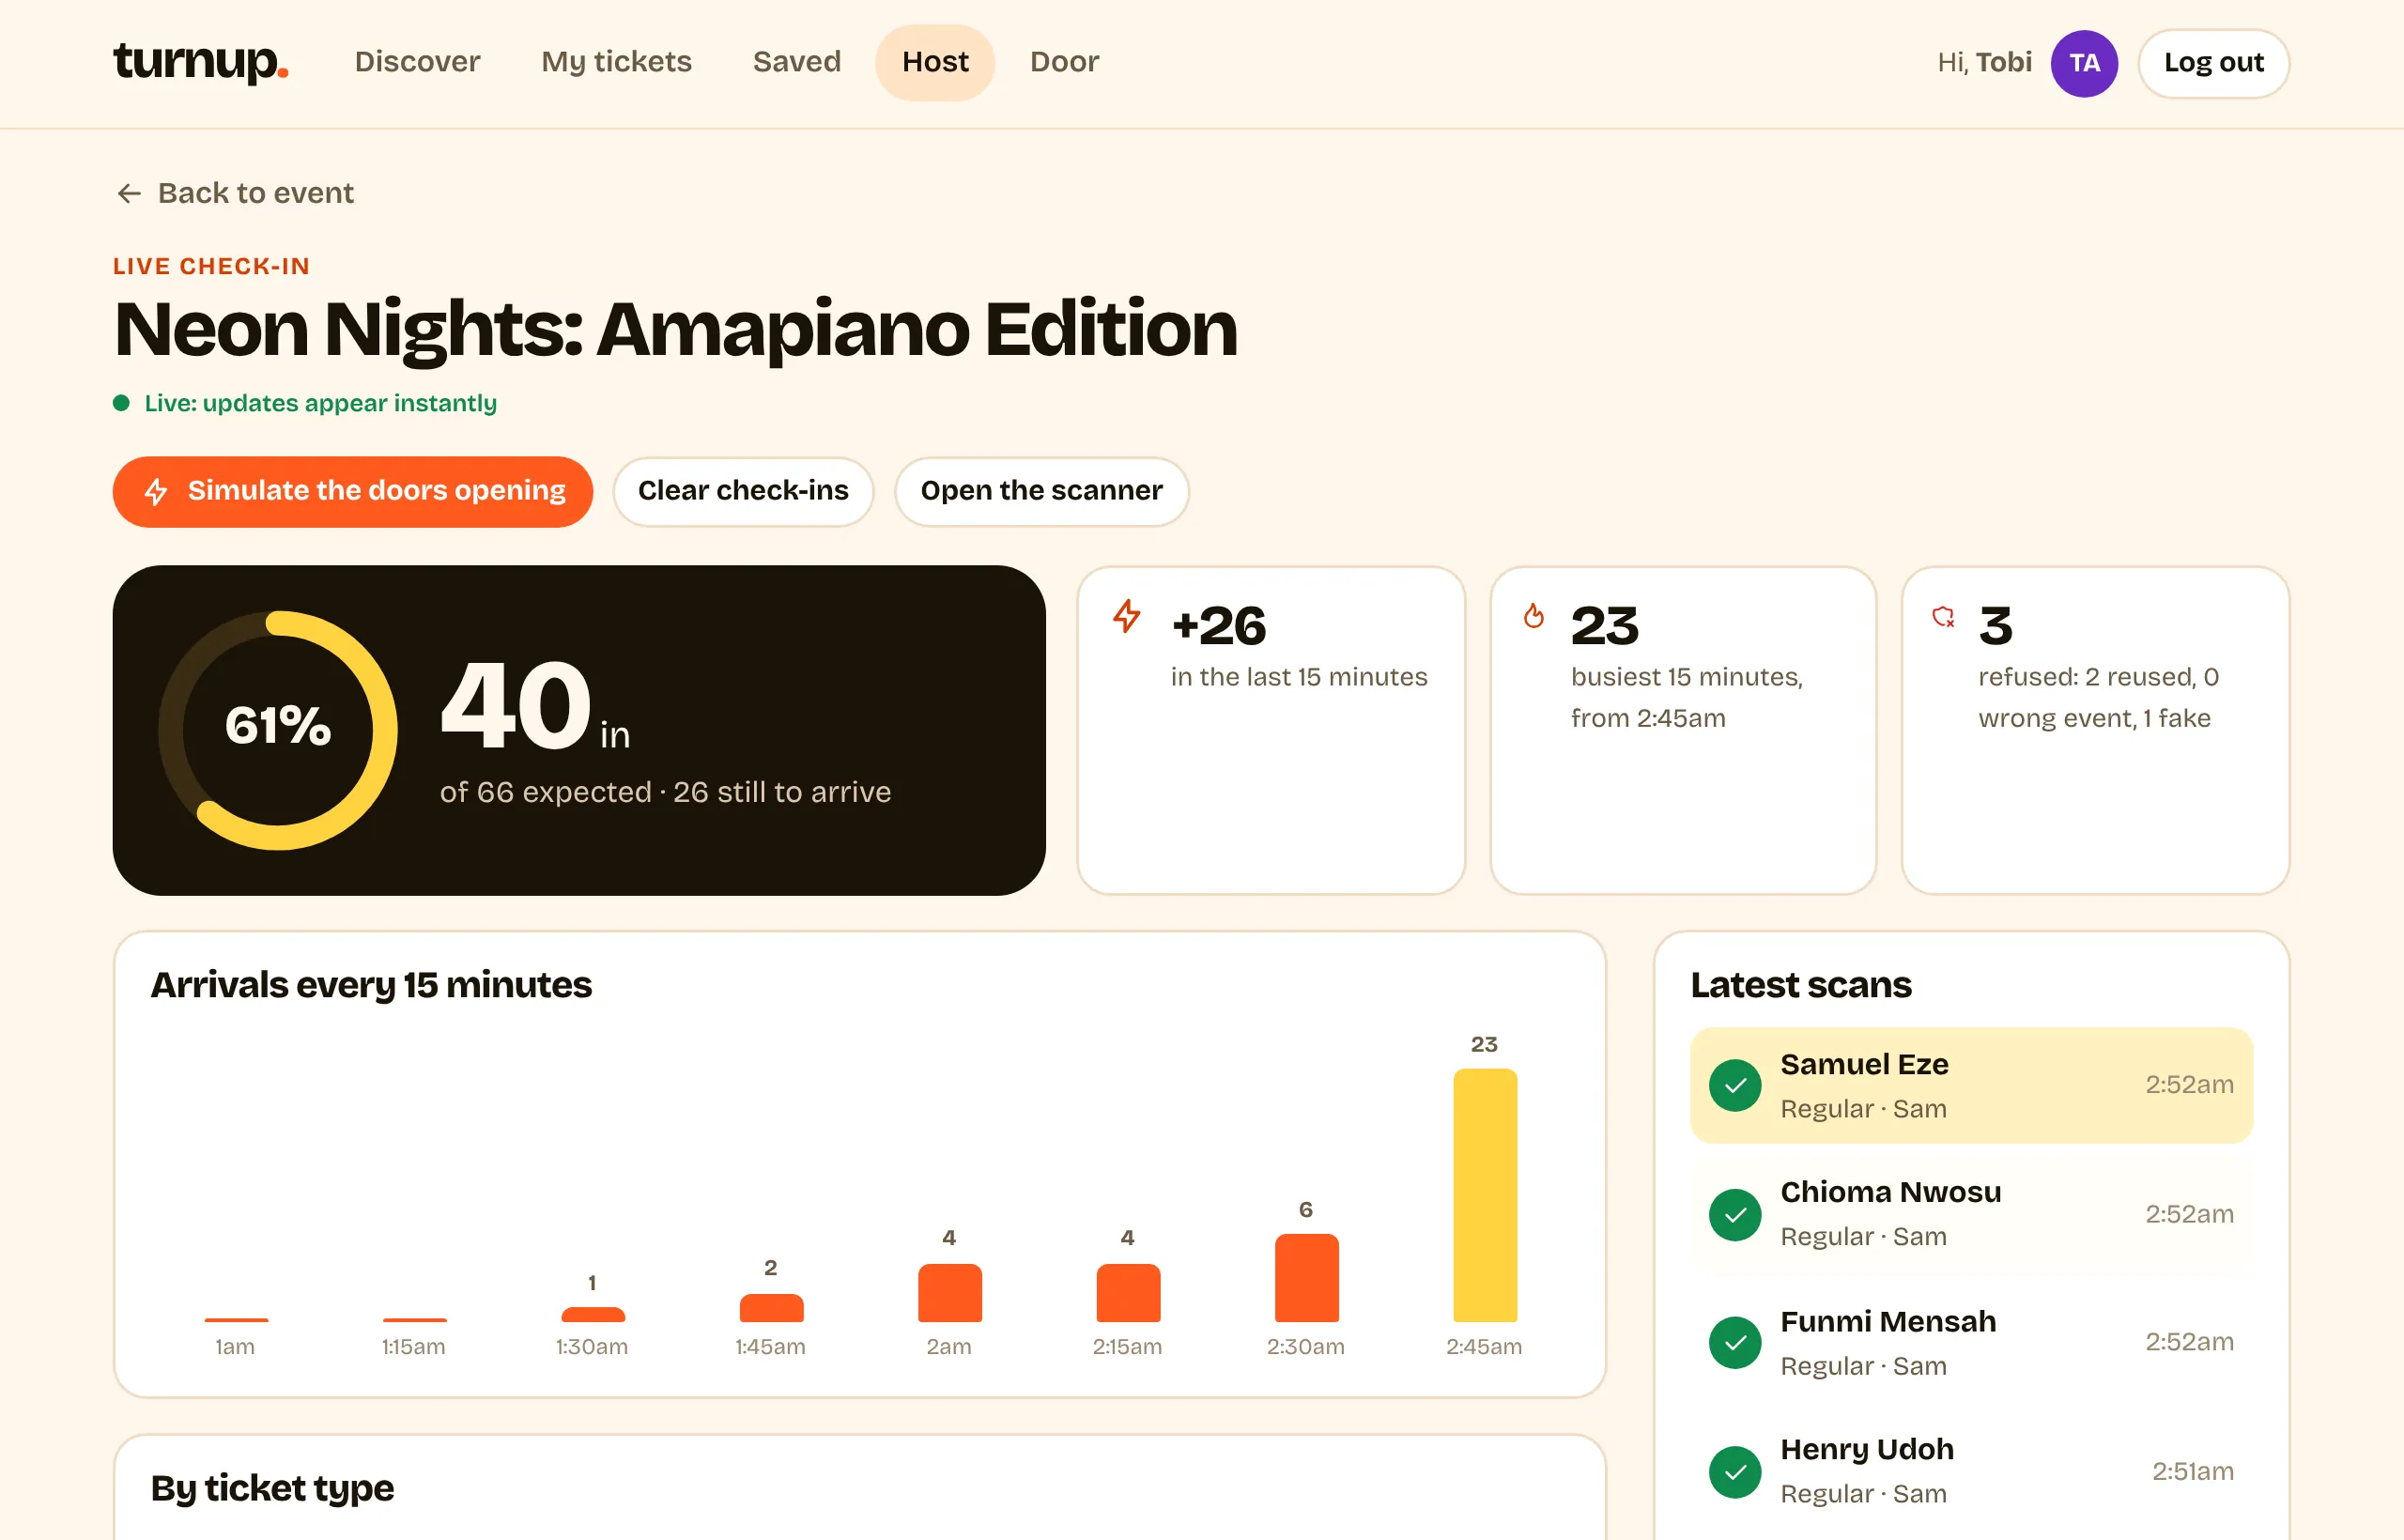 turnup.
Discover
My tickets
Saved
Host
Door
Hi, Tobi
TA
Log out
Back to event
LIVE CHECK-IN
Neon Nights: Amapiano Edition
Live: updates appear instantly
Simulate the doors opening
Clear check-ins
Open the scanner
61%
40 in
of 66 expected · 26 still to arrive
+26
in the last 15 minutes
23
busiest 15 minutes,
from 2:45am
3
refused: 2 reused, 0
wrong event, 1 fake
Arrivals every 15 minutes
1
2
4
4
6
23
1am
1:15am
1:30am
1:45am
2am
2:15am
2:30am
2:45am
By ticket type
Latest scans
Samuel Eze
Regular · Sam
2:52am
Chioma Nwosu
Regular · Sam
2:52am
Funmi Mensah
Regular · Sam
2:52am
Henry Udoh
Regular · Sam
2:51am